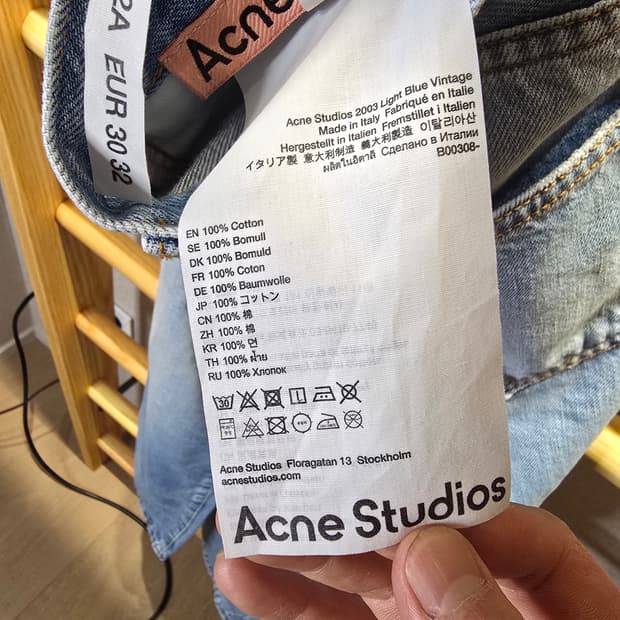 2A EUR 30 32
Acne
Acne Studios 2003 Light Blue Vintage
Made in Italy Fabriqué en Italie
Hergestellt in Italien Fremstillet i Italien
イタリア製 意大利制造 義大利製造 이탈리아산
ผลิตในอิตาลี Сделано в Италии
B00308-
EN 100% Cotton
SE 100% Bomull
DK 100% Bomuld
FR 100% Coton
DE 100% Baumwolle
JP 100% コットン
CN 100% 棉
ZH 100% 棉
KR 100% 면
TH 100% ฝ้าย
RU 100% Хлопок
30
Acne Studios Floragatan 13 Stockholm
acnestudios.com
Acne Studios